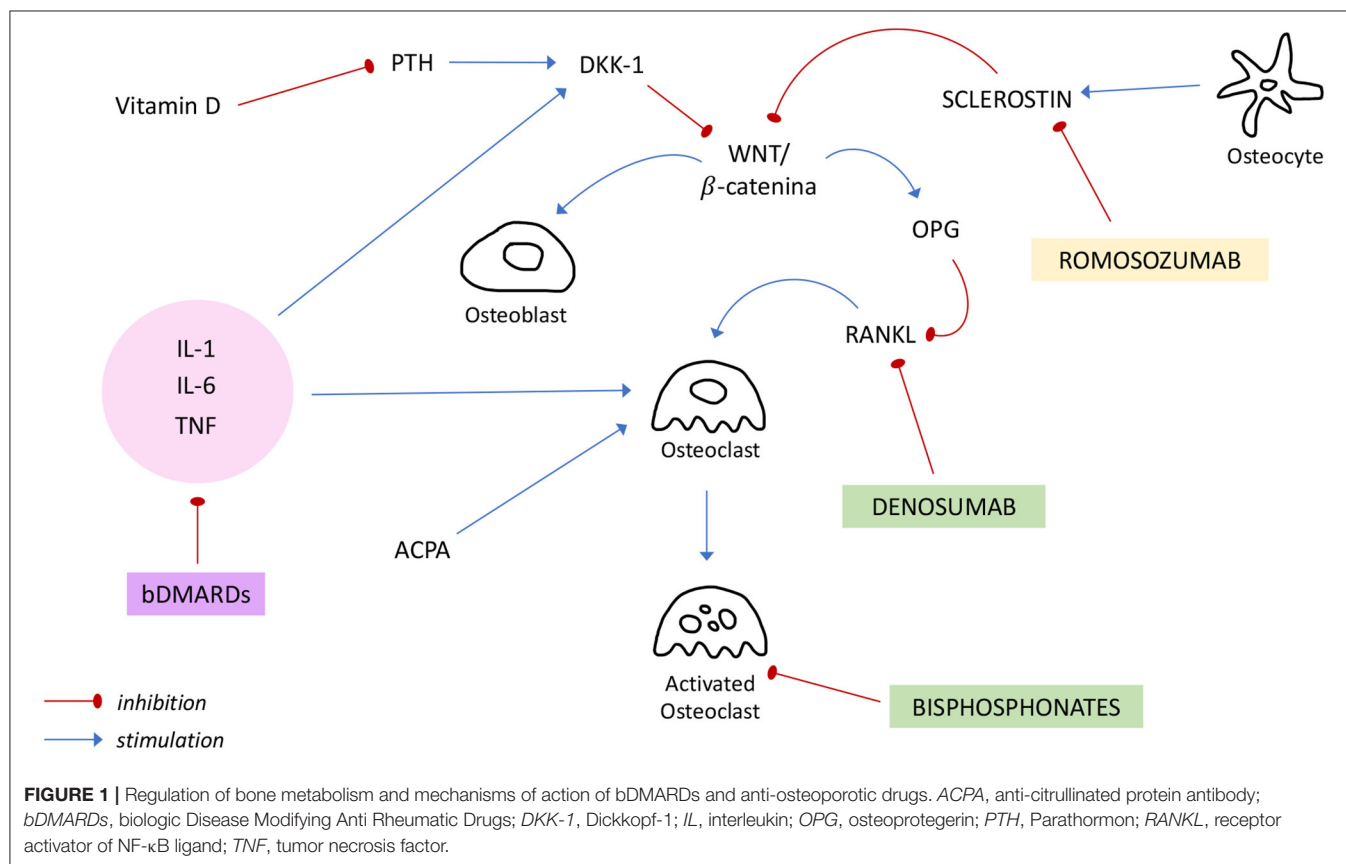 PTH
DKK-1
Vitamin D
SCLEROSTIN
Osteocyte
WNT/
β-catenina
OPG
ROMOSOZUMAB
Osteoblast
RANKL
IL-1
IL-6
TNF
Osteoclast
DENOSUMAB
ACPA
bDMARDs
Activated
Osteoclast
BISPHOSPHONATES
inhibition
stimulation
FIGURE 1 | Regulation of bone metabolism and mechanisms of action of bDMARDs and anti-osteoporotic drugs. ACPA, anti-citrullinated protein antibody;
bDMARDs, biologic Disease Modifying Anti Rheumatic Drugs; DKK-1, Dickkopf-1; IL, interleukin; OPG, osteoprotegerin; PTH, Parathormon; RANKL, receptor
activator of NF-κB ligand; TNF, tumor necrosis factor.